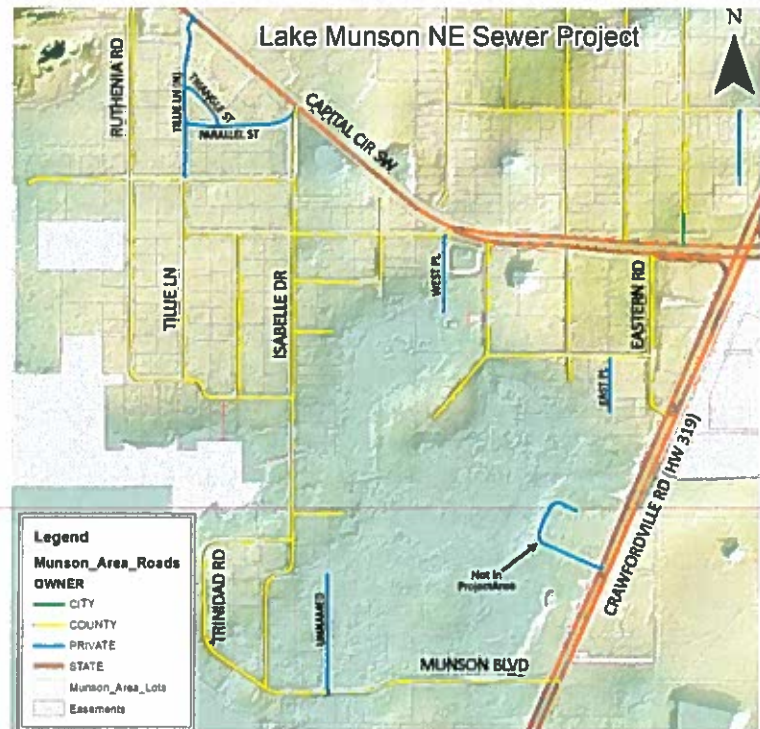 Lake Munson NE Sewer Project
N
RUTHENIA RD
TILLIE LN (N)
TRIANGLE ST
PARALLEL ST
CAPITAL CIR SW
TILLIE LN
ISABELLE DR
WEST PL
EASTERN RD
EAST PL
CRAWFORDVILLE RD (HW 319)
Not in
ProjectArea
TRINIDAD RD
UNNAMED
MUNSON BLVD
Legend
Munson_Area_Roads
OWNER
CITY
COUNTY
PRIVATE
STATE
Munson_Area_Lots
Easements